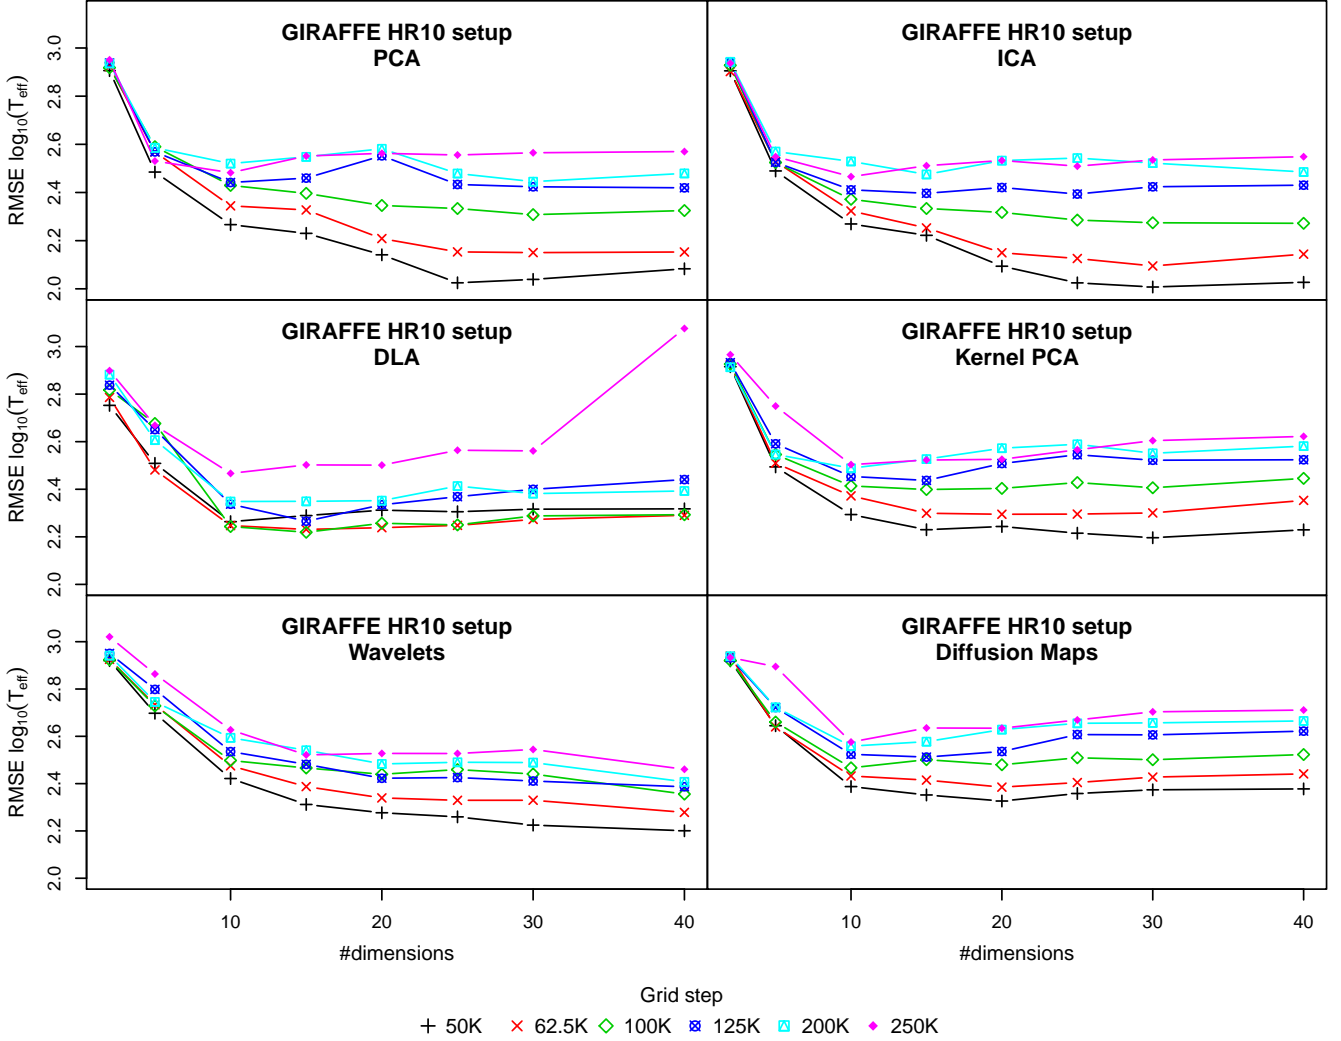 GIRAFFE HR10 setup
PCA
GIRAFFE HR10 setup
ICA
RMSE log10(Teff)
3.0
2.8
2.6
2.4
2.2
2.0
GIRAFFE HR10 setup
DLA
GIRAFFE HR10 setup
Kernel PCA
RMSE log10(Teff)
3.0
2.8
2.6
2.4
2.2
2.0
GIRAFFE HR10 setup
Wavelets
GIRAFFE HR10 setup
Diffusion Maps
RMSE log10(Teff)
3.0
2.8
2.6
2.4
2.2
2.0
10 20 30 40
10 20 30 40
#dimensions
#dimensions
Grid step
50K 62.5K 100K 125K 200K 250K